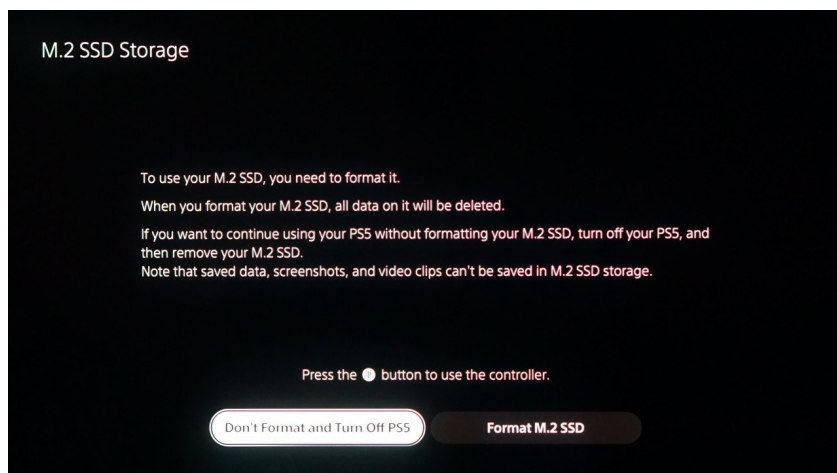 M.2 SSD Storage
To use your M.2 SSD, you need to format it.
When you format your M.2 SSD, all data on it will be deleted.
If you want to continue using your PS5 without formatting your M.2 SSD, turn off your PS5, and
then remove your M.2 SSD.
Note that saved data, screenshots, and video clips can't be saved in M.2 SSD storage.
Press the button to use the controller.
Don't Format and Turn Off PS5
Format M.2 SSD